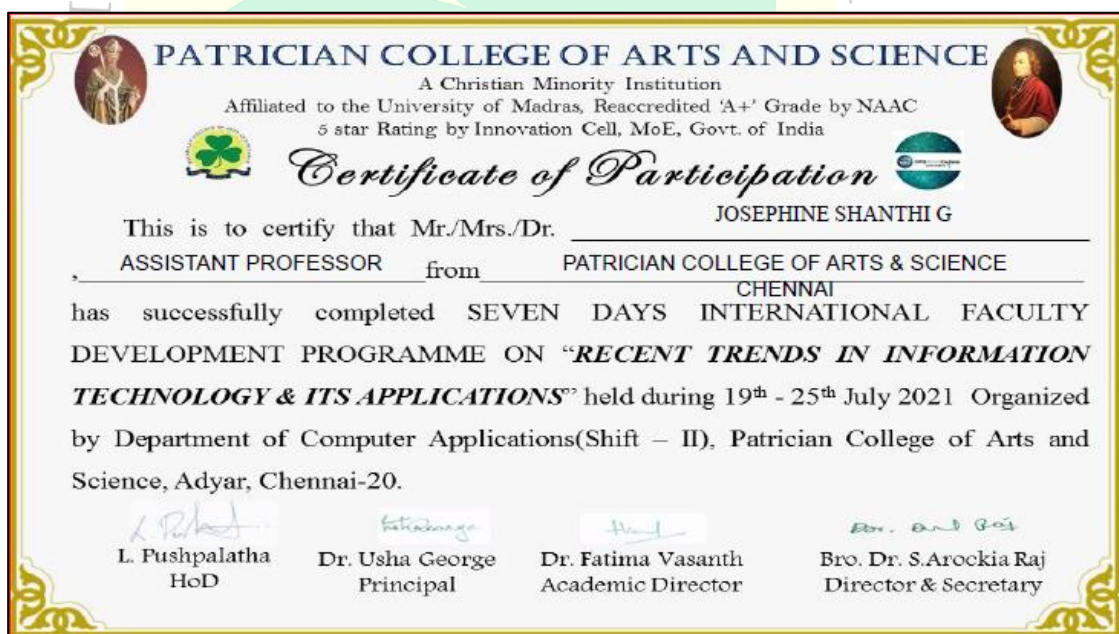 PATRICIAN COLLEGE OF ARTS AND SCIENCE
A Christian Minority Institution
Affiliated to the University of Madras, Reaccredited 'A+' Grade by NAAC
5 star Rating by Innovation Cell, MoE, Govt. of India
Certificate of Participation
JOSEPHINE SHANTHI G
This is to certify that Mr./Mrs./Dr.
, ASSISTANT PROFESSOR from PATRICIAN COLLEGE OF ARTS & SCIENCE
CHENNAI
has successfully completed SEVEN DAYS INTERNATIONAL FACULTY
DEVELOPMENT PROGRAMME ON “RECENT TRENDS IN INFORMATION
TECHNOLOGY & ITS APPLICATIONS” held during 19th - 25th July 2021 Organized
by Department of Computer Applications(Shift – II), Patrician College of Arts and
Science, Adyar, Chennai-20.
L. Pushpalatha Dr. Usha George Dr. Fatima Vasanth Bro. Dr. S.Arockia Raj
HoD Principal Academic Director Director & Secretary